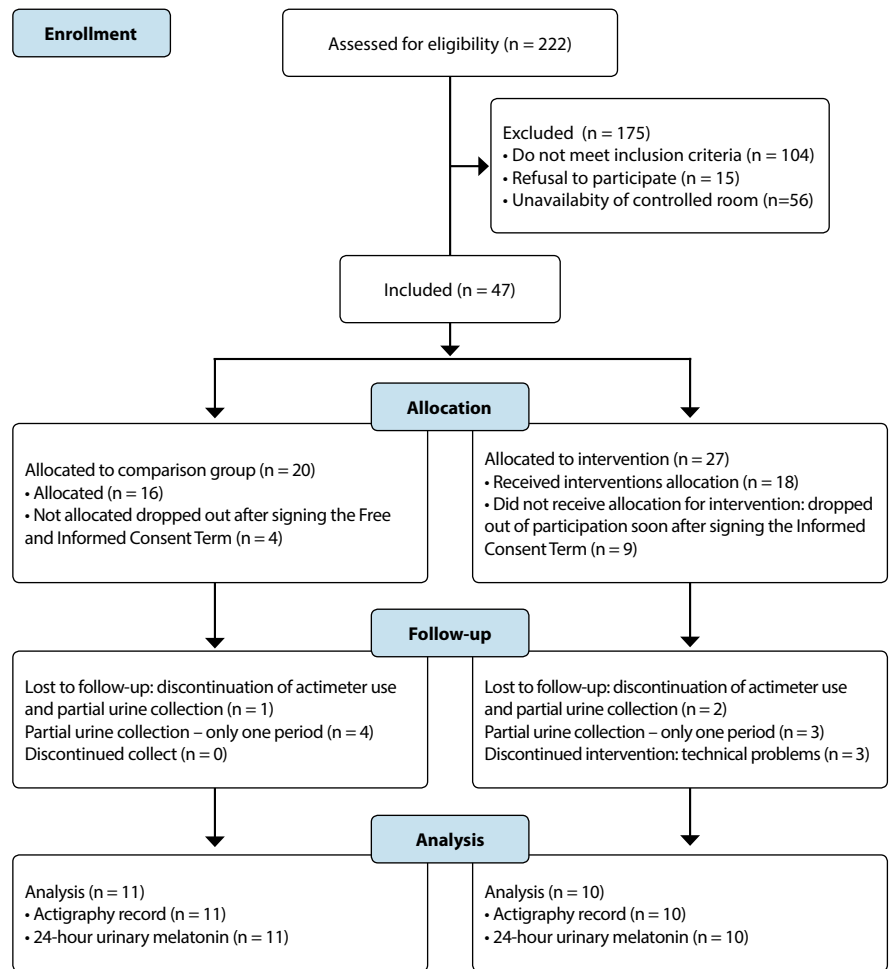 Enrollment
Assessed for eligibility (n = 222)
Excluded (n = 175)
• Do not meet inclusion criteria (n = 104)
• Refusal to participate (n = 15)
• Unavailabity of controlled room (n=56)
Included (n = 47)
Allocation
Allocated to comparison group (n = 20)
• Allocated (n = 16)
• Not allocated dropped out after signing the Free
and Informed Consent Term (n = 4)
Allocated to intervention (n = 27)
• Received interventions allocation (n = 18)
• Did not receive allocation for intervention: dropped
out of participation soon after signing the Informed
Consent Term (n = 9)
Follow-up
Lost to follow-up: discontinuation of actimeter use
and partial urine collection (n = 1)
Partial urine collection – only one period (n = 4)
Discontinued collect (n = 0)
Lost to follow-up: discontinuation of actimeter use
and partial urine collection (n = 2)
Partial urine collection – only one period (n = 3)
Discontinued intervention: technical problems (n = 3)
Analysis
Analysis (n = 11)
• Actigraphy record (n = 11)
• 24-hour urinary melatonin (n = 11)
Analysis (n = 10)
• Actigraphy record (n = 10)
• 24-hour urinary melatonin (n = 10)